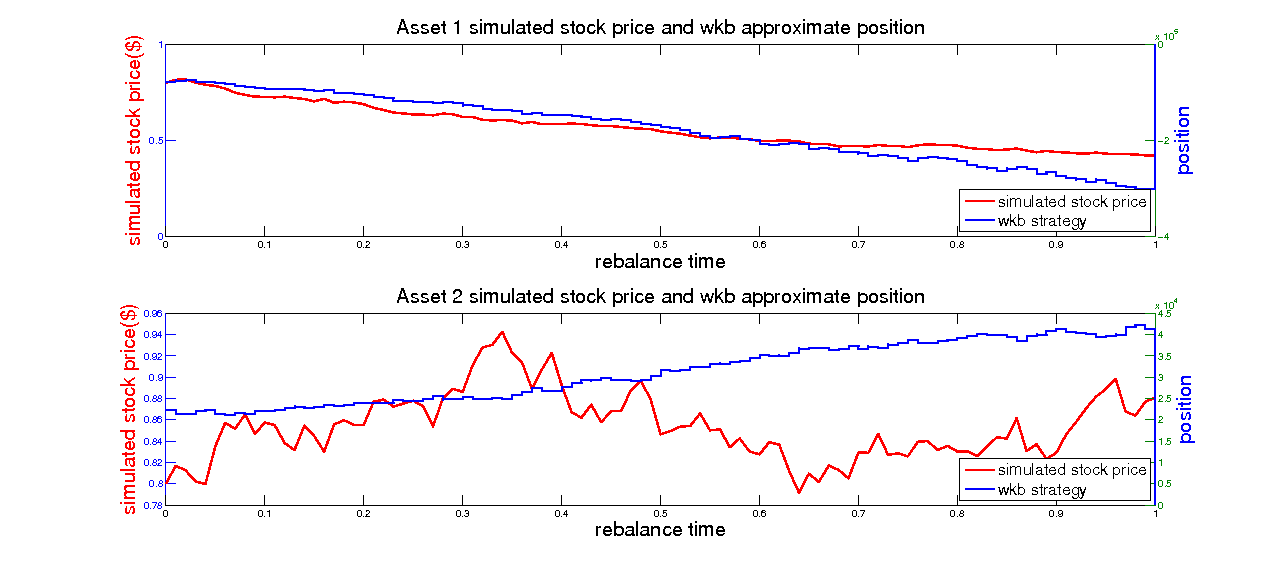 Asset 1 simulated stock price and wkb approximate position
x 10^5
simulated stock price($)
1
0.5
0
0
−2
−4
position
simulated stock price
wkb strategy
0 0.1 0.2 0.3 0.4 0.5 0.6 0.7 0.8 0.9 1
rebalance time
Asset 2 simulated stock price and wkb approximate position
x 10^4
simulated stock price($)
0.96
0.94
0.92
0.9
0.88
0.86
0.84
0.82
0.8
0.78
4.5
4
3.5
3
2.5
2
1.5
1
0.5
0
position
simulated stock price
wkb strategy
0 0.1 0.2 0.3 0.4 0.5 0.6 0.7 0.8 0.9 1
rebalance time